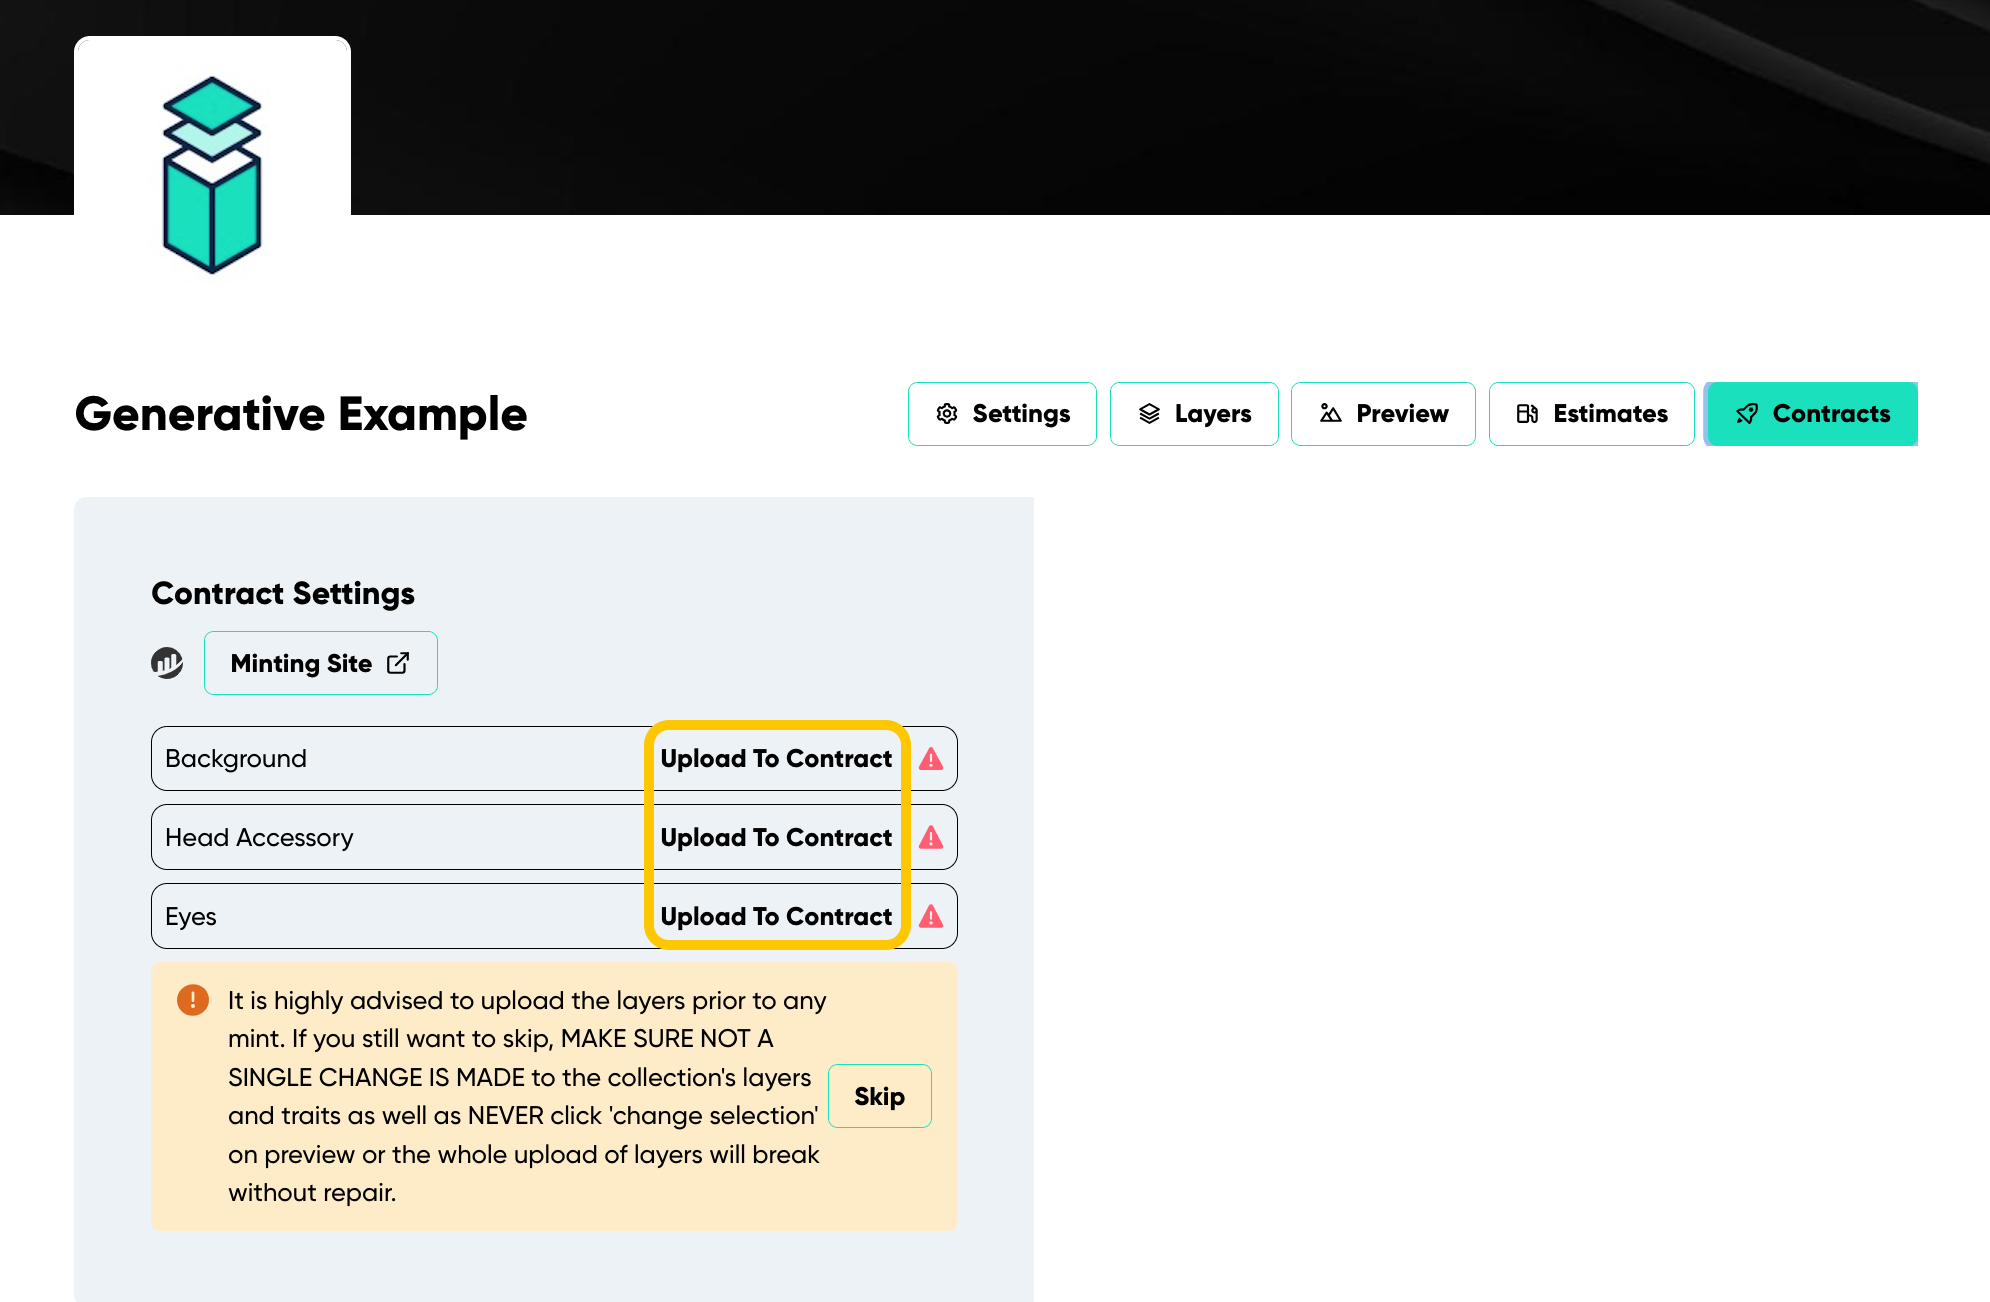 Generative Example
Settings
Layers
Preview
Estimates
Contracts
Contract Settings
Minting Site
Background Upload To Contract
Head Accessory Upload To Contract
Eyes Upload To Contract
It is highly advised to upload the layers prior to any
mint. If you still want to skip, MAKE SURE NOT A
SINGLE CHANGE IS MADE to the collection's layers
and traits as well as NEVER click 'change selection'
on preview or the whole upload of layers will break
without repair.
Skip